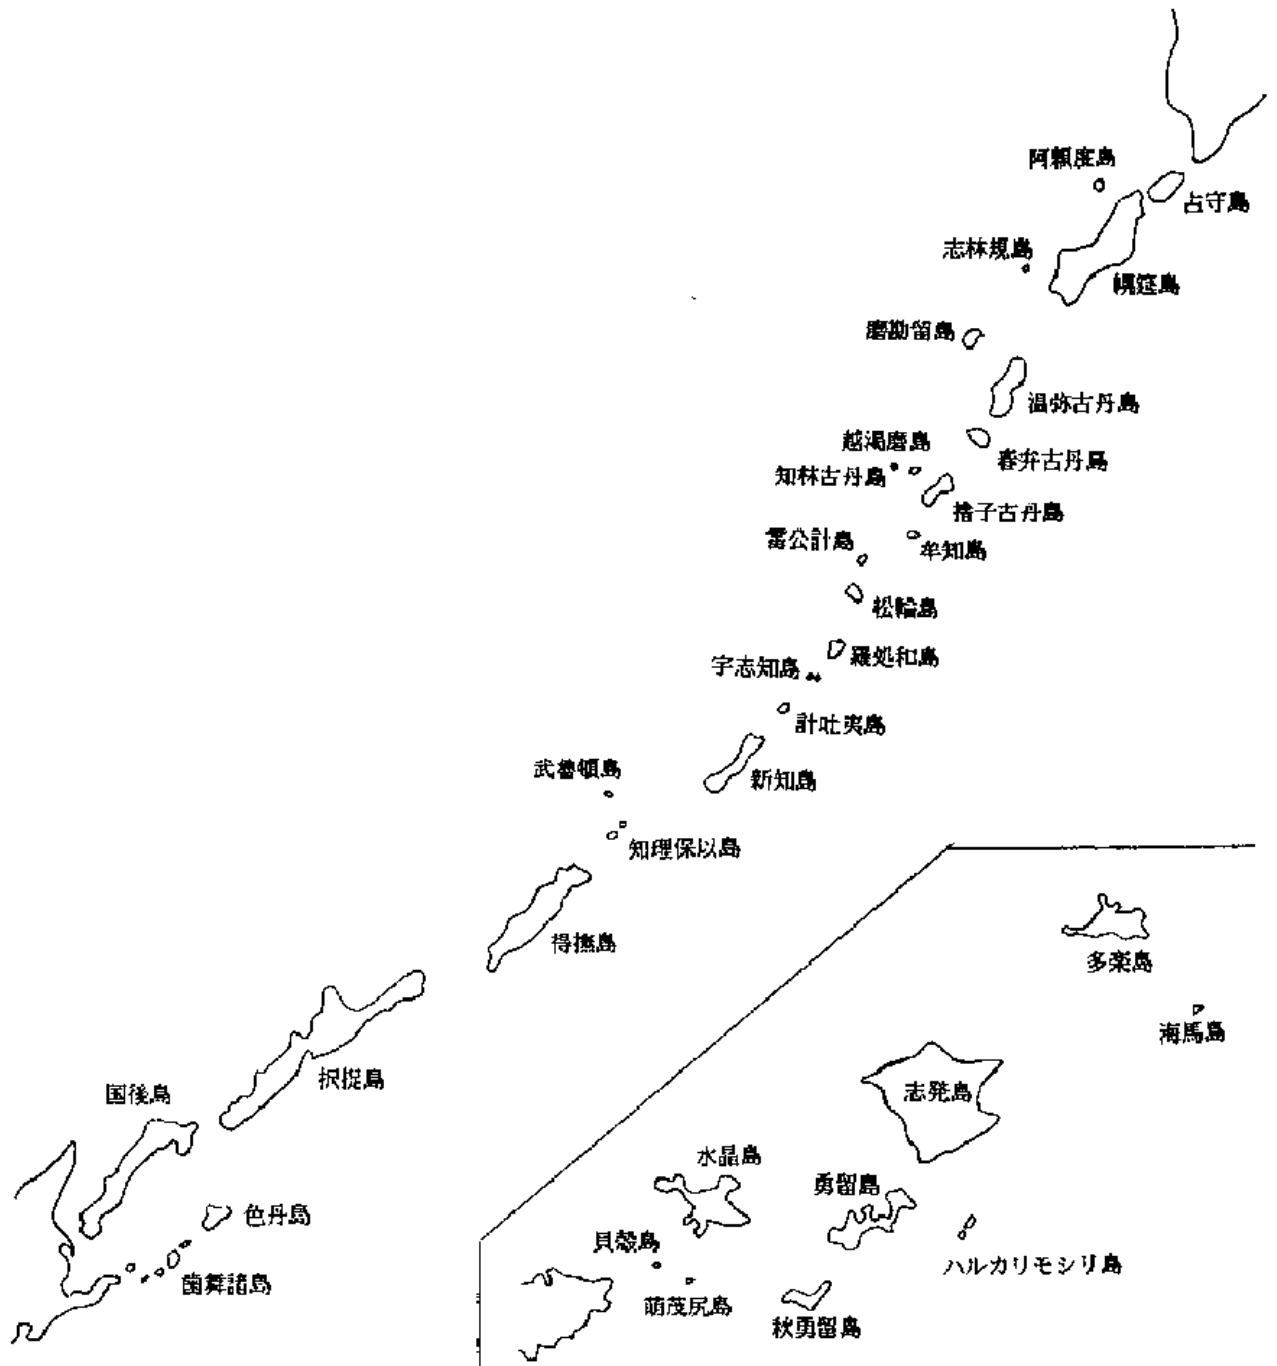 阿頼度島
占守島
志林規島
幌筵島
磨勘留島
温弥古丹島
越渇磨島
春弁古丹島
知林古丹島
捨子古丹島
雷公計島
牟知島
松輪島
羅処和島
宇志知島
計吐夷島
新知島
武魯頓島
知理保以島
得撫島
択捉島
国後島
色丹島
歯舞諸島
多楽島
海馬島
志発島
水晶島
勇留島
貝殻島
ハルカリモシリ島
萌茂尻島
秋勇留島